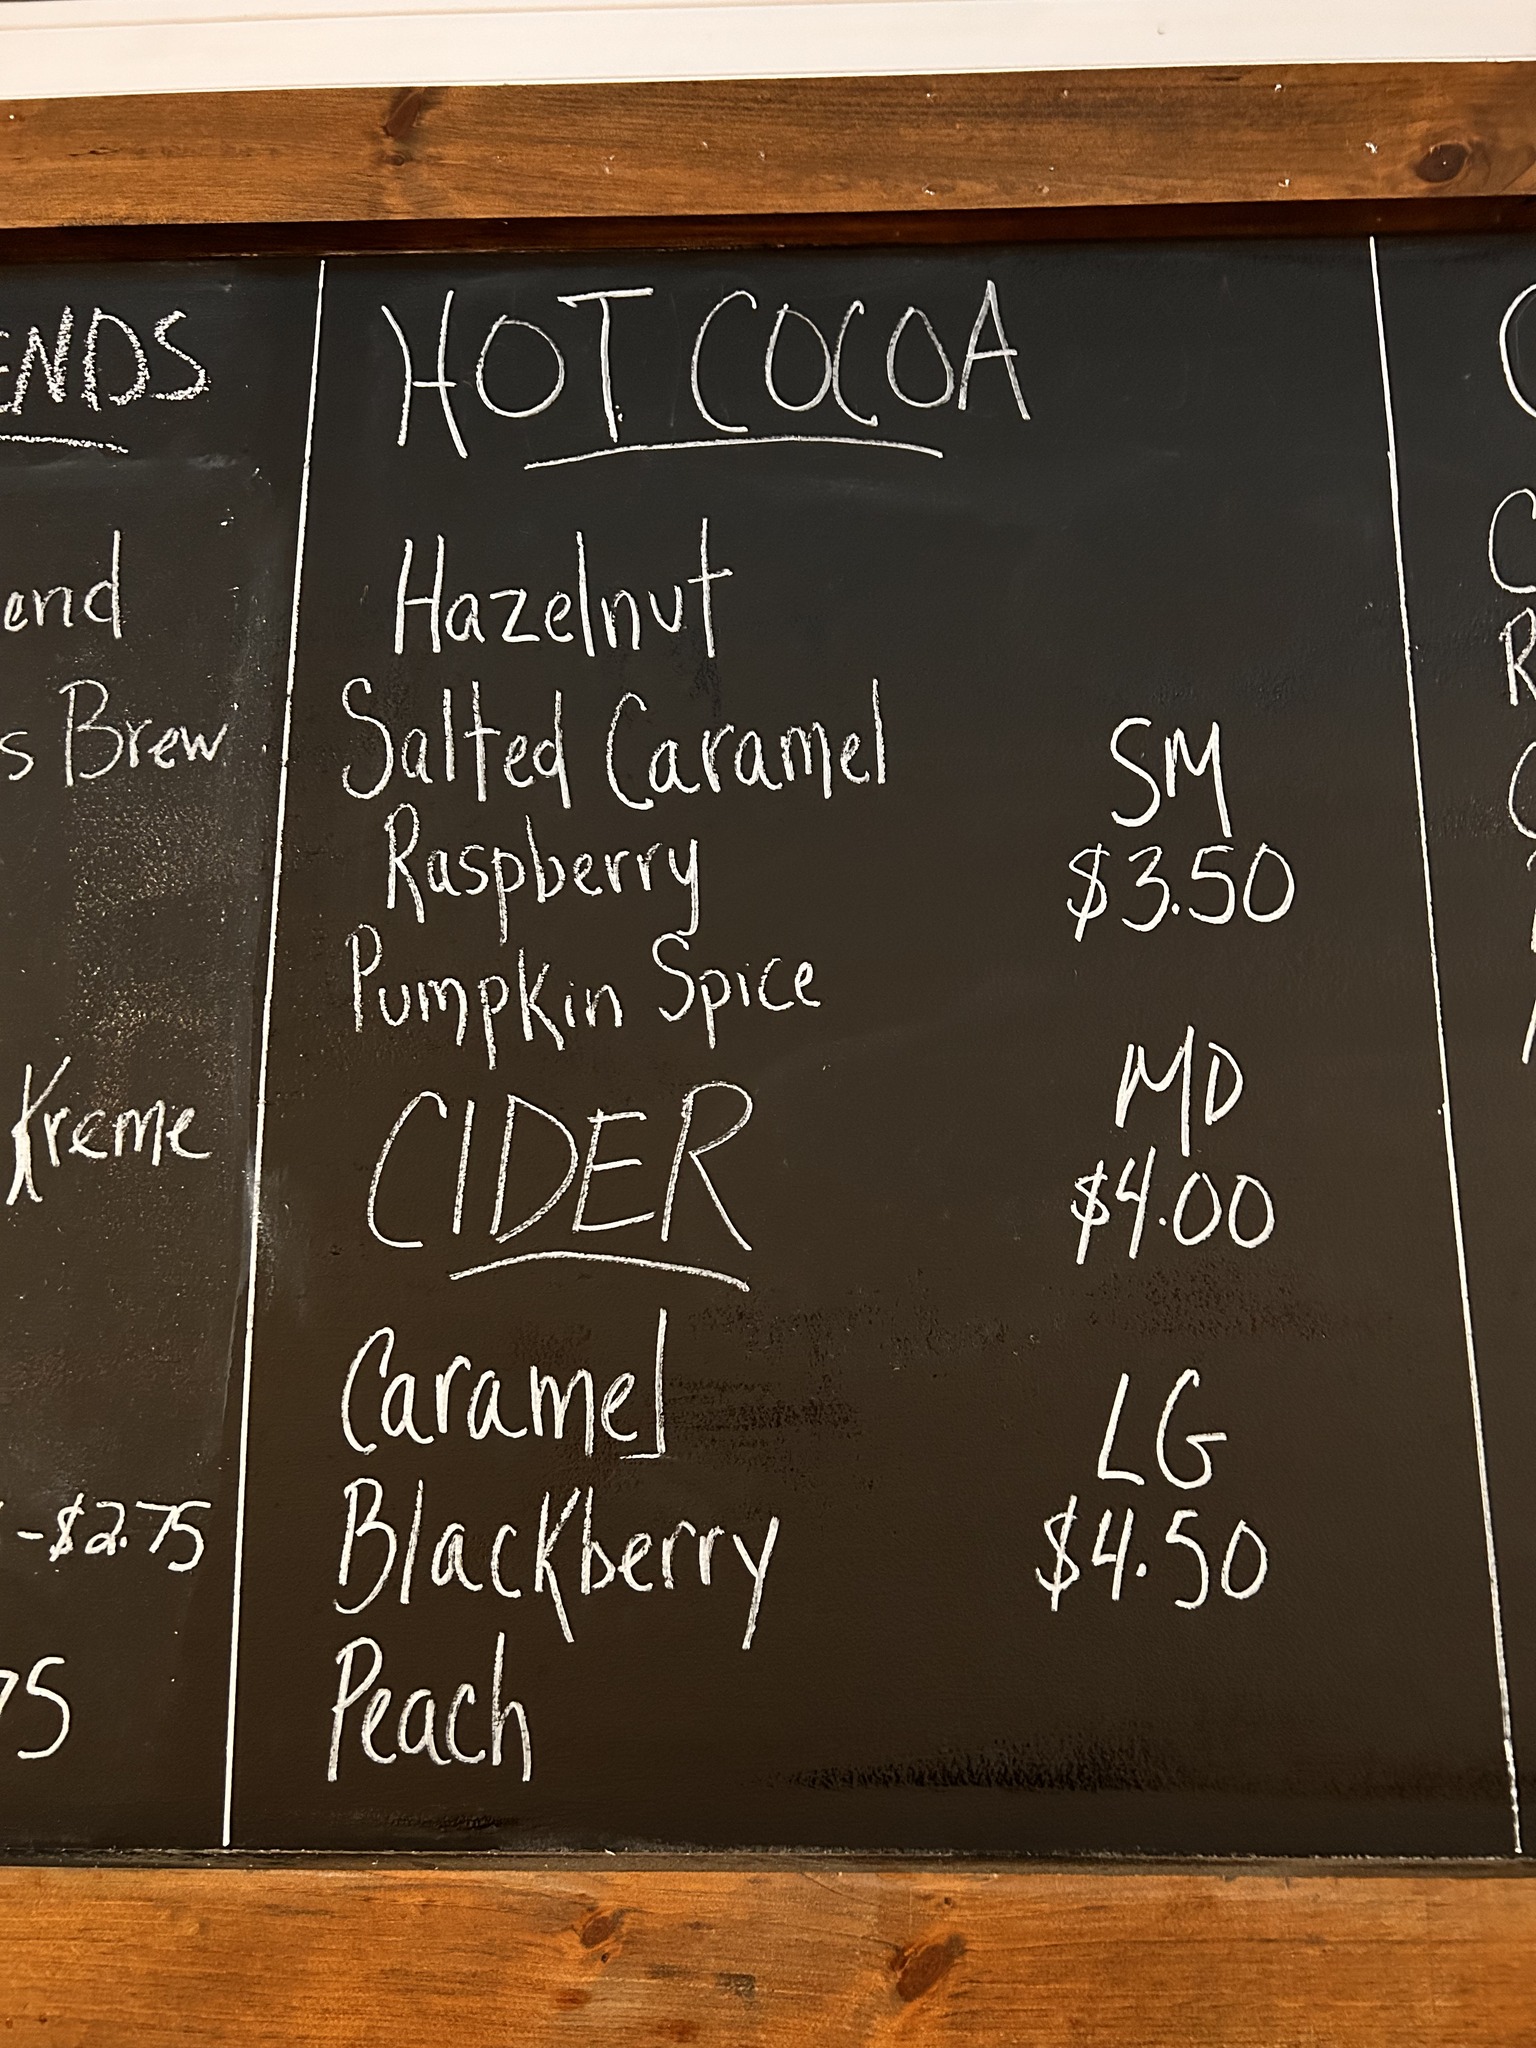 ENDS
end
s Brew
Kreme
-$2.75
75
HOT COCOA
Hazelnut
Salted Caramel
Raspberry
Pumpkin Spice
CIDER
Caramel
Blackberry
Peach
SM
$3.50
MD
$4.00
LG
$4.50